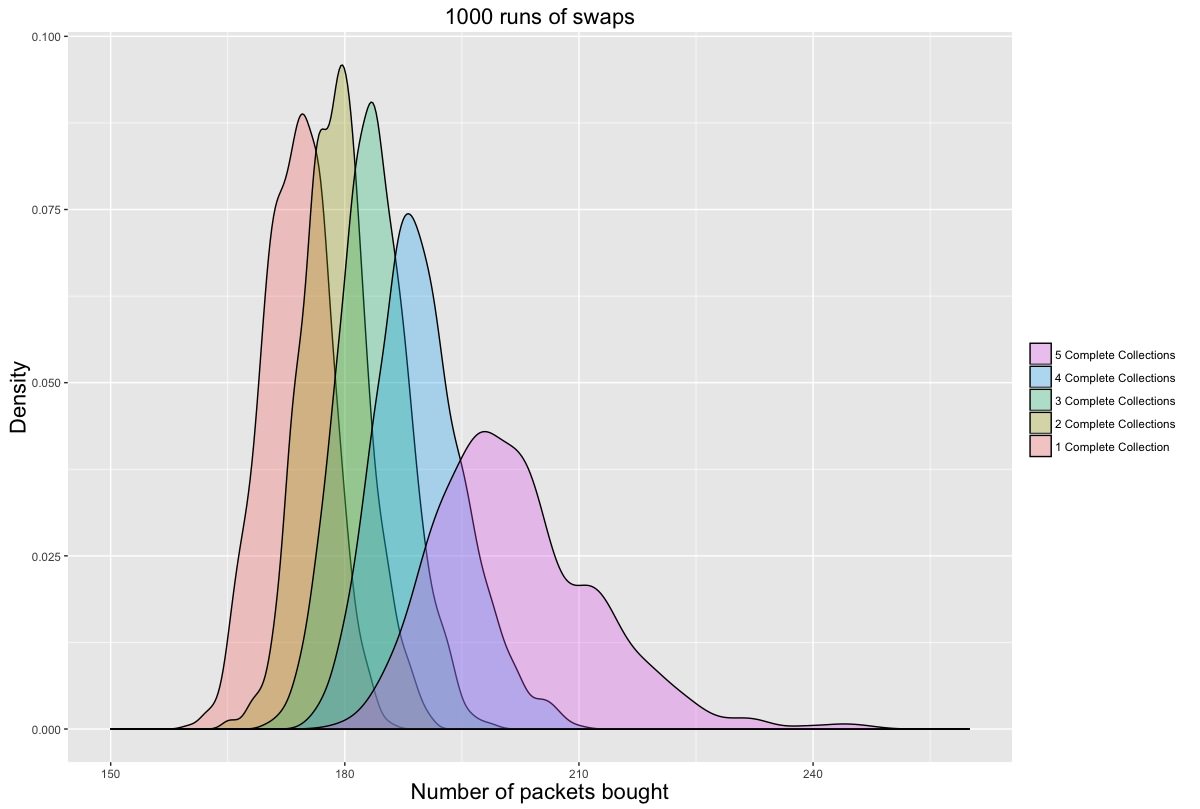 1000 runs of swaps
Density
0.100
0.075
0.050
0.025
0.000
150
180
210
240
Number of packets bought
5 Complete Collections
4 Complete Collections
3 Complete Collections
2 Complete Collections
1 Complete Collection